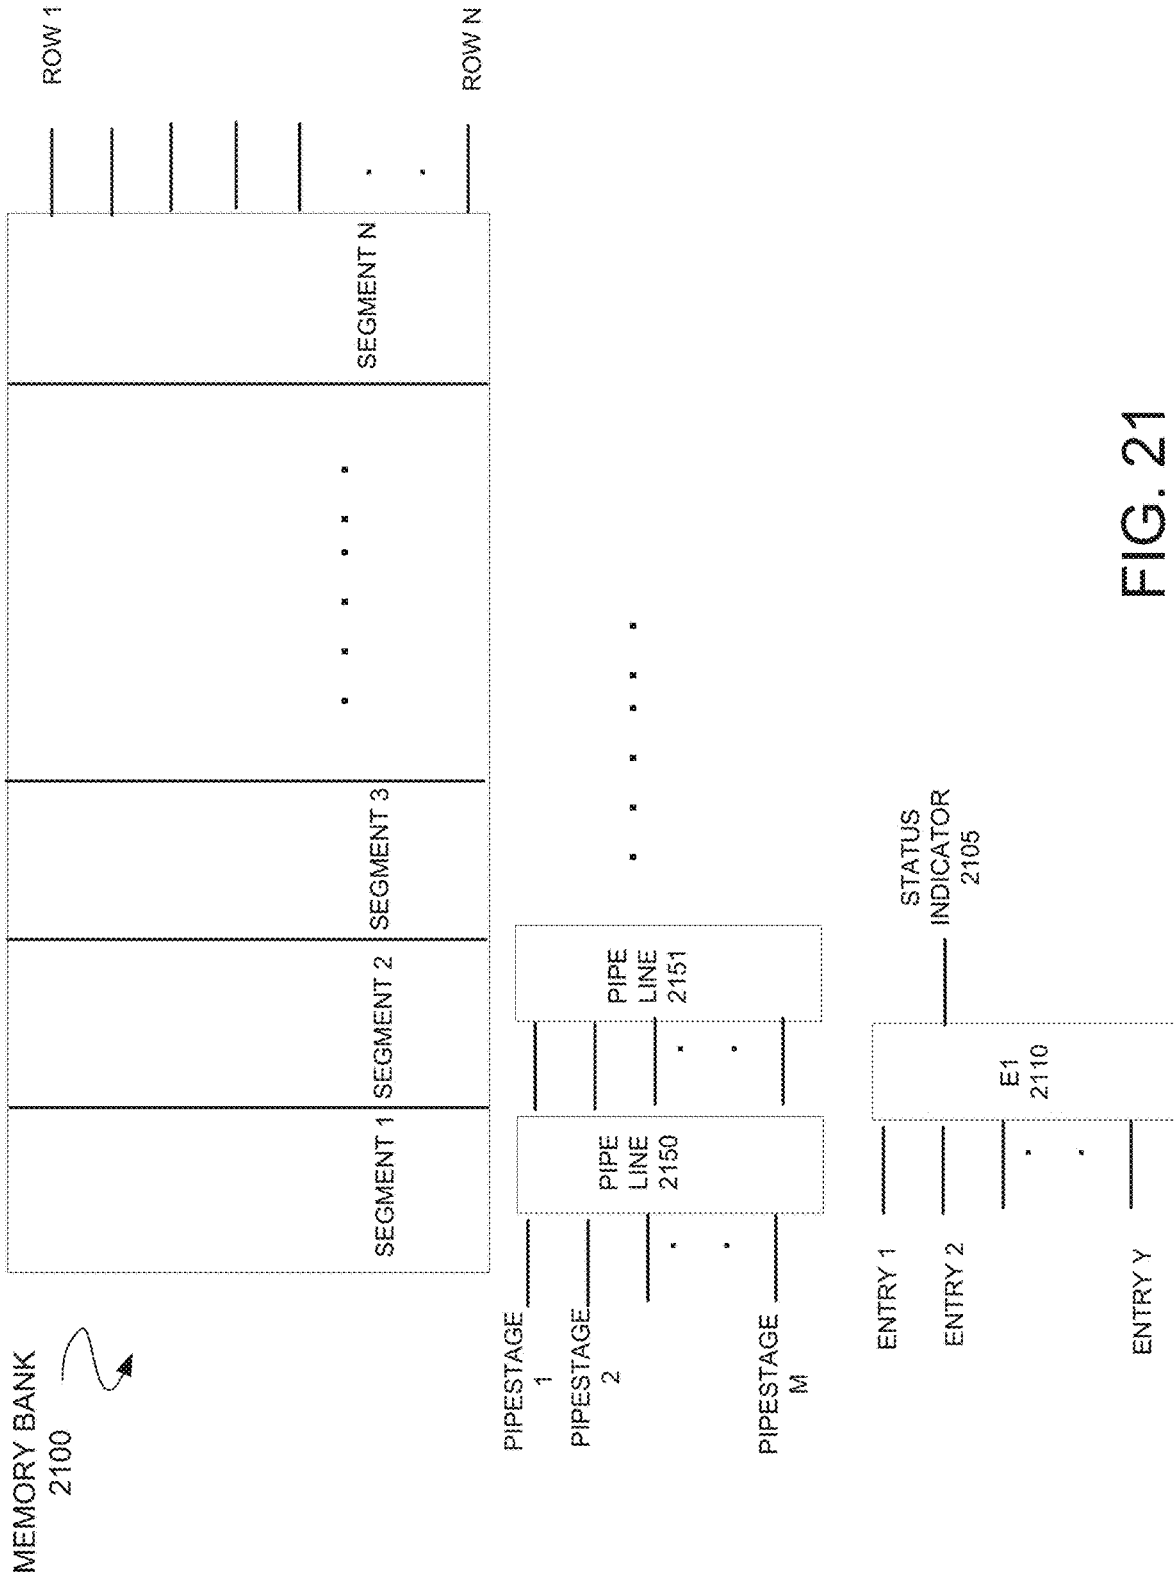 MEMORY BANK
2100
ROW 1
ROW N
SEGMENT 1
SEGMENT 2
SEGMENT 3
SEGMENT N
PIPESTAGE
1
PIPESTAGE
2
PIPESTAGE
M
PIPE
LINE
2150
PIPE
LINE
2151
ENTRY 1
ENTRY 2
ENTRY Y
E1
2110
STATUS
INDICATOR
2105
FIG. 21